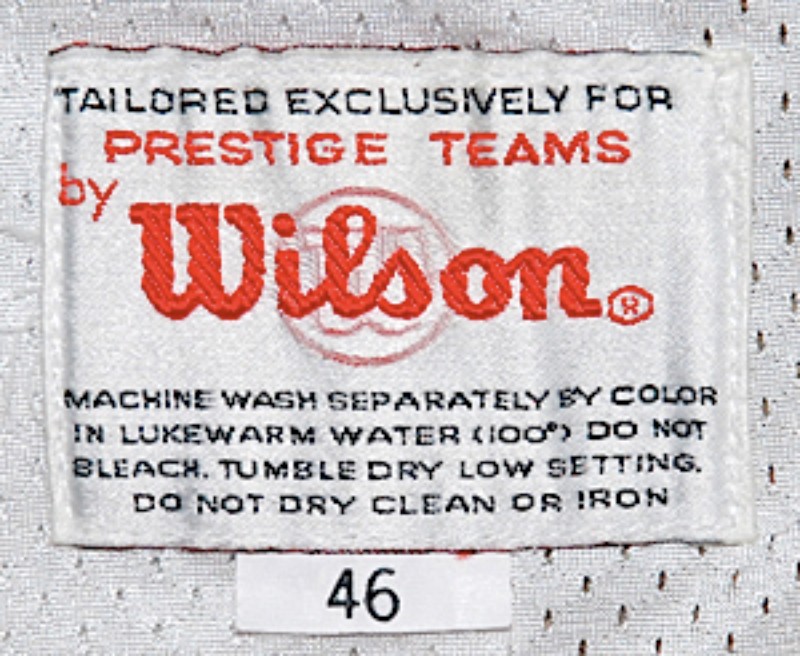 TAILORED EXCLUSIVELY FOR
PRESTIGE TEAMS
by
Wilson®
MACHINE WASH SEPARATELY BY COLOR
IN LUKEWARM WATER (100°) DO NOT
BLEACH. TUMBLE DRY LOW SETTING.
DO NOT DRY CLEAN OR IRON
46